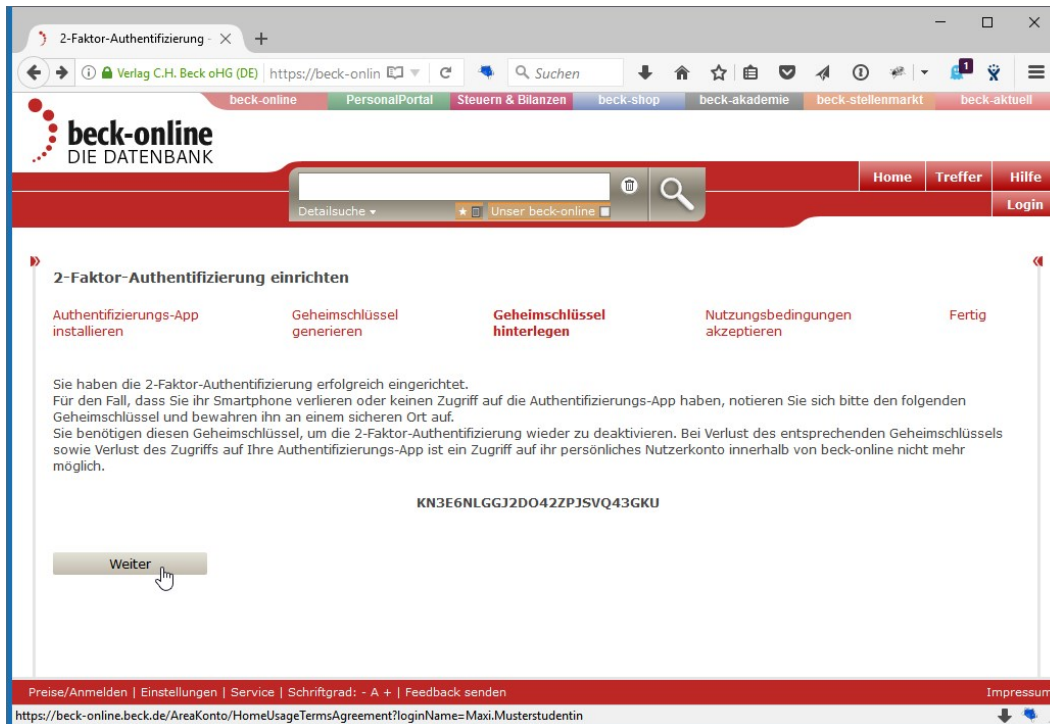 2-Faktor-Authentifizierung -
Verlag C.H. Beck oHG (DE) https://beck-onlin Suchen 1
beck-online PersonalPortal Steuern & Bilanzen beck-shop beck-akademie beck-stellenmarkt beck-aktuell
beck-online
DIE DATENBANK
Home Treffer Hilfe
Detailsuche Unser beck-online Login
2-Faktor-Authentifizierung einrichten
Authentifizierungs-App installieren
Geheimschlüssel generieren
Geheimschlüssel hinterlegen
Nutzungsbedingungen akzeptieren
Fertig
Sie haben die 2-Faktor-Authentifizierung erfolgreich eingerichtet.
Für den Fall, dass Sie ihr Smartphone verlieren oder keinen Zugriff auf die Authentifizierungs-App haben, notieren Sie sich bitte den folgenden
Geheimschlüssel und bewahren ihn an einem sicheren Ort auf.
Sie benötigen diesen Geheimschlüssel, um die 2-Faktor-Authentifizierung wieder zu deaktivieren. Bei Verlust des entsprechenden Geheimschlüssels
sowie Verlust des Zugriffs auf Ihre Authentifizierungs-App ist ein Zugriff auf ihr persönliches Nutzerkonto innerhalb von beck-online nicht mehr
möglich.
KN3E6NLGGJ2DO42ZPJSVQ43GKU
Weiter
Preise/Anmelden | Einstellungen | Service | Schriftgrad: - A + | Feedback senden Impressum
https://beck-online.beck.de/AreaKonto/HomeUsageTermsAgreement?loginName=Maxi.Musterstudentin